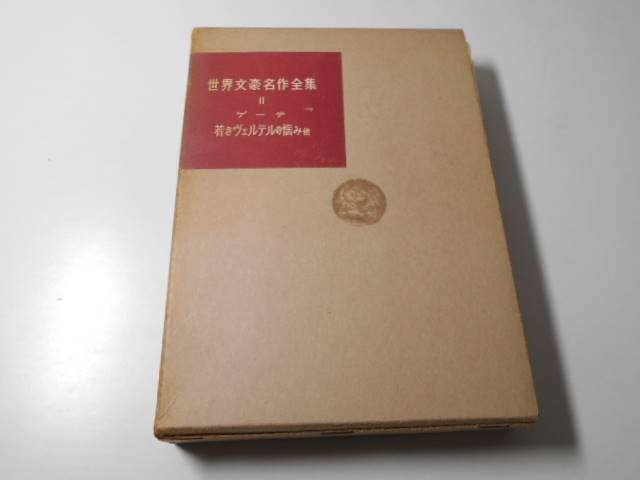 世界文豪名作全集
11
ゲーテ
若きヴェルテルの悩み他